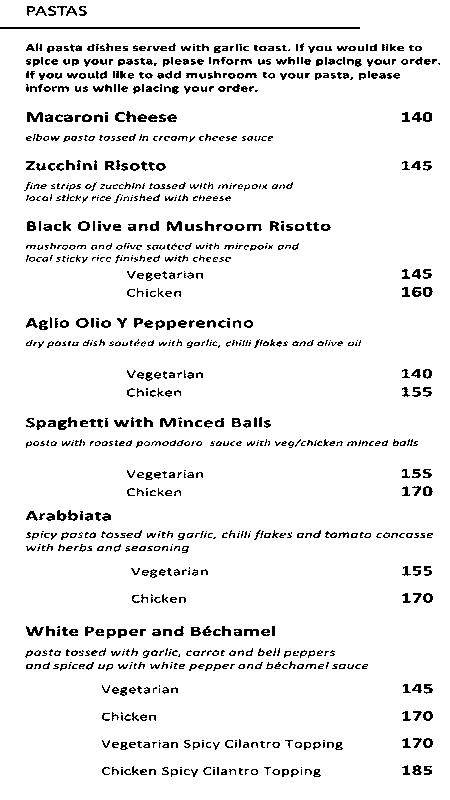 PASTAS
All pasta dishes served with garlic toast. If you would like to
spice up your pasta, please inform us while placing your order.
If you would like to add mushroom to your pasta, please
inform us while placing your order.
Macaroni Cheese 140
elbow pasta tossed in creamy cheese sauce
Zucchini Risotto 145
fine strips of zucchini tossed with mirepoix and
local sticky rice finished with cheese
Black Olive and Mushroom Risotto
mushroom and olive sautéed with mirepoix and
local sticky rice finished with cheese
Vegetarian 145
Chicken 160
Aglio Olio Y Pepperencino
dry pasta dish sautéed with garlic, chilli flakes and olive oil
Vegetarian 140
Chicken 155
Spaghetti with Minced Balls
pasta with roasted pomoddoro sauce with veg/chicken minced balls
Vegetarian 155
Chicken 170
Arabbiata
spicy pasta tossed with garlic, chilli flakes and tomato concasse
with herbs and seasoning
Vegetarian 155
Chicken 170
White Pepper and Béchamel
pasta tossed with garlic, carrot and bell peppers
and spiced up with white pepper and béchamel sauce
Vegetarian 145
Chicken 170
Vegetarian Spicy Cilantro Topping 170
Chicken Spicy Cilantro Topping 185